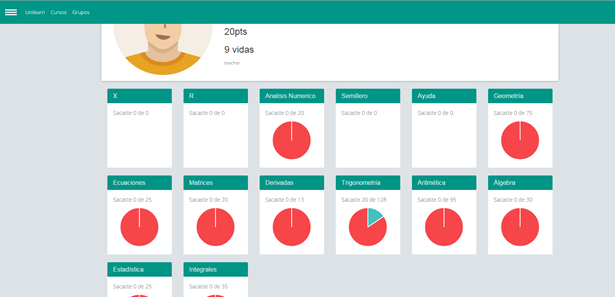 Unilearn Cursos Grupos
20pts
9 vidas
teacher
X R Analisis Numerico Semillero Ayuda Geometría
Sacaste 0 de 0 Sacaste 0 de 0 Sacaste 0 de 20 Sacaste 0 de 0 Sacaste 0 de 0 Sacaste 0 de 75
Ecuaciones Matrices Derivadas Trigonometría Aritmética Álgebra
Sacaste 0 de 25 Sacaste 0 de 20 Sacaste 0 de 13 Sacaste 20 de 128 Sacaste 0 de 95 Sacaste 0 de 30
Estadística Integrales
Sacaste 0 de 25 Sacaste 0 de 35